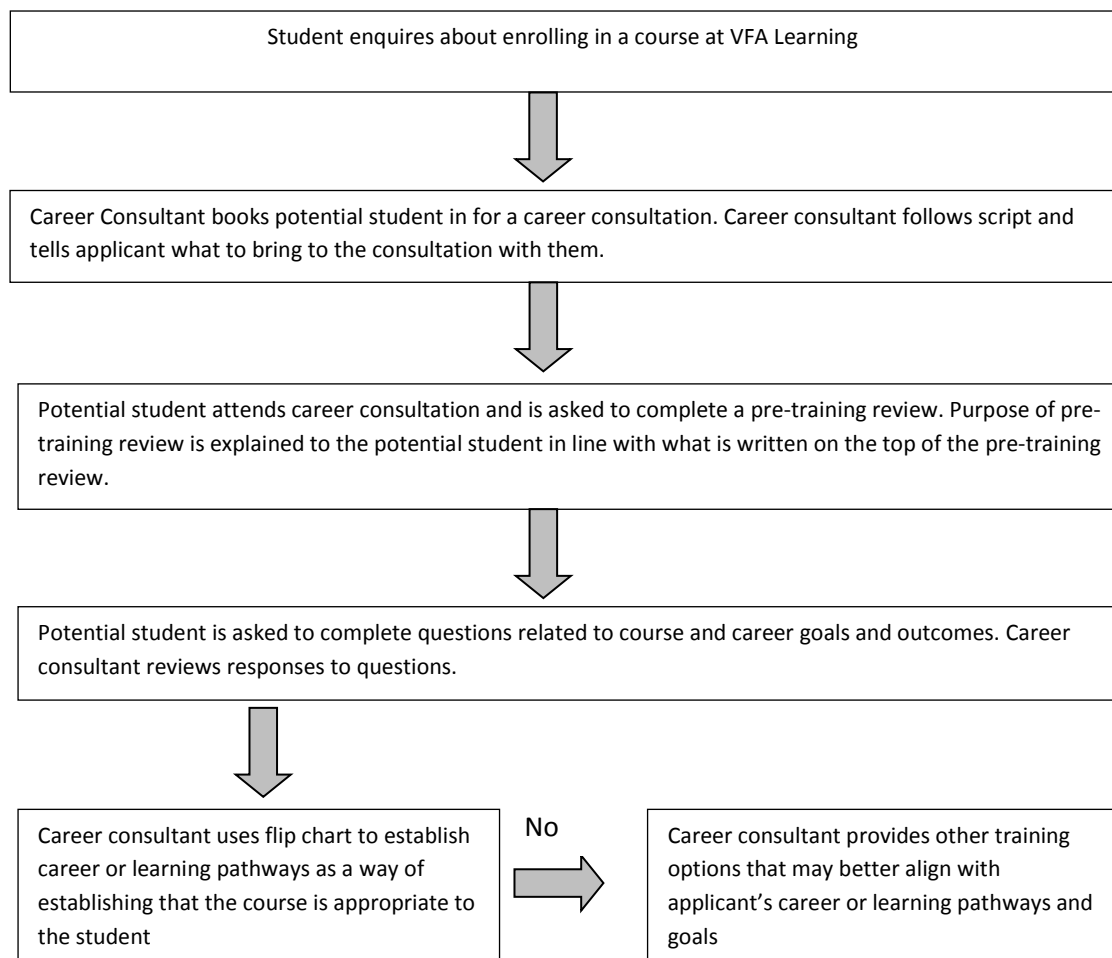 Student enquires about enrolling in a course at VFA Learning
Career Consultant books potential student in for a career consultation. Career consultant follows script and
tells applicant what to bring to the consultation with them.
Potential student attends career consultation and is asked to complete a pre-training review. Purpose of pre-
training review is explained to the potential student in line with what is written on the top of the pre-training
review.
Potential student is asked to complete questions related to course and career goals and outcomes. Career
consultant reviews responses to questions.
Career consultant uses flip chart to establish
career or learning pathways as a way of
establishing that the course is appropriate to
the student
No
Career consultant provides other training
options that may better align with
applicant’s career or learning pathways and
goals